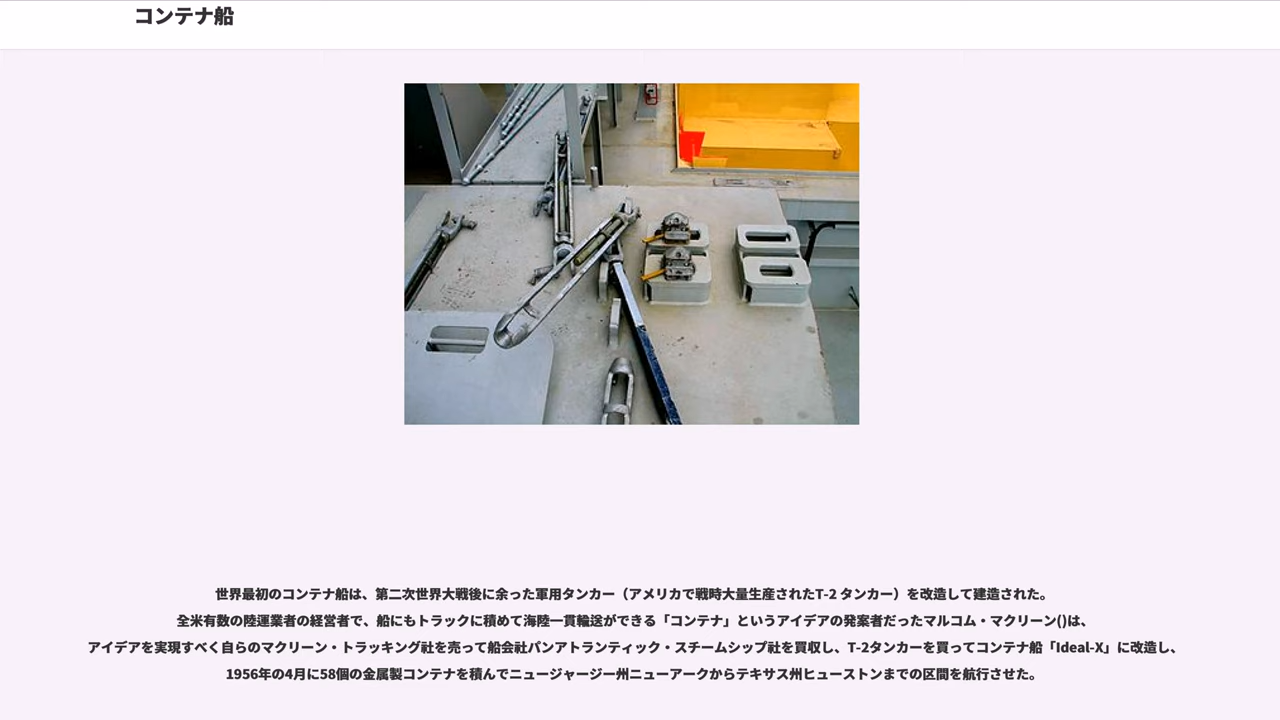 コンテナ船
世界最初のコンテナ船は、第二次世界大戦後に余った軍用タンカー（アメリカで戦時大量生産されたT-2 タンカー）を改造して建造された。
全米有数の陸運業者の経営者で、船にもトラックに積めて海陸一貫輸送ができる「コンテナ」というアイデアの発案者だったマルコム・マクリーン()は、
アイデアを実現すべく自らのマクリーン・トラッキング社を売って船会社パンアトランティック・スチームシップ社を買収し、T-2タンカーを買ってコンテナ船「Ideal-X」に改造し、
1956年の4月に58個の金属製コンテナを積んでニュージャージー州ニューアークからテキサス州ヒューストンまでの区間を航行させた。